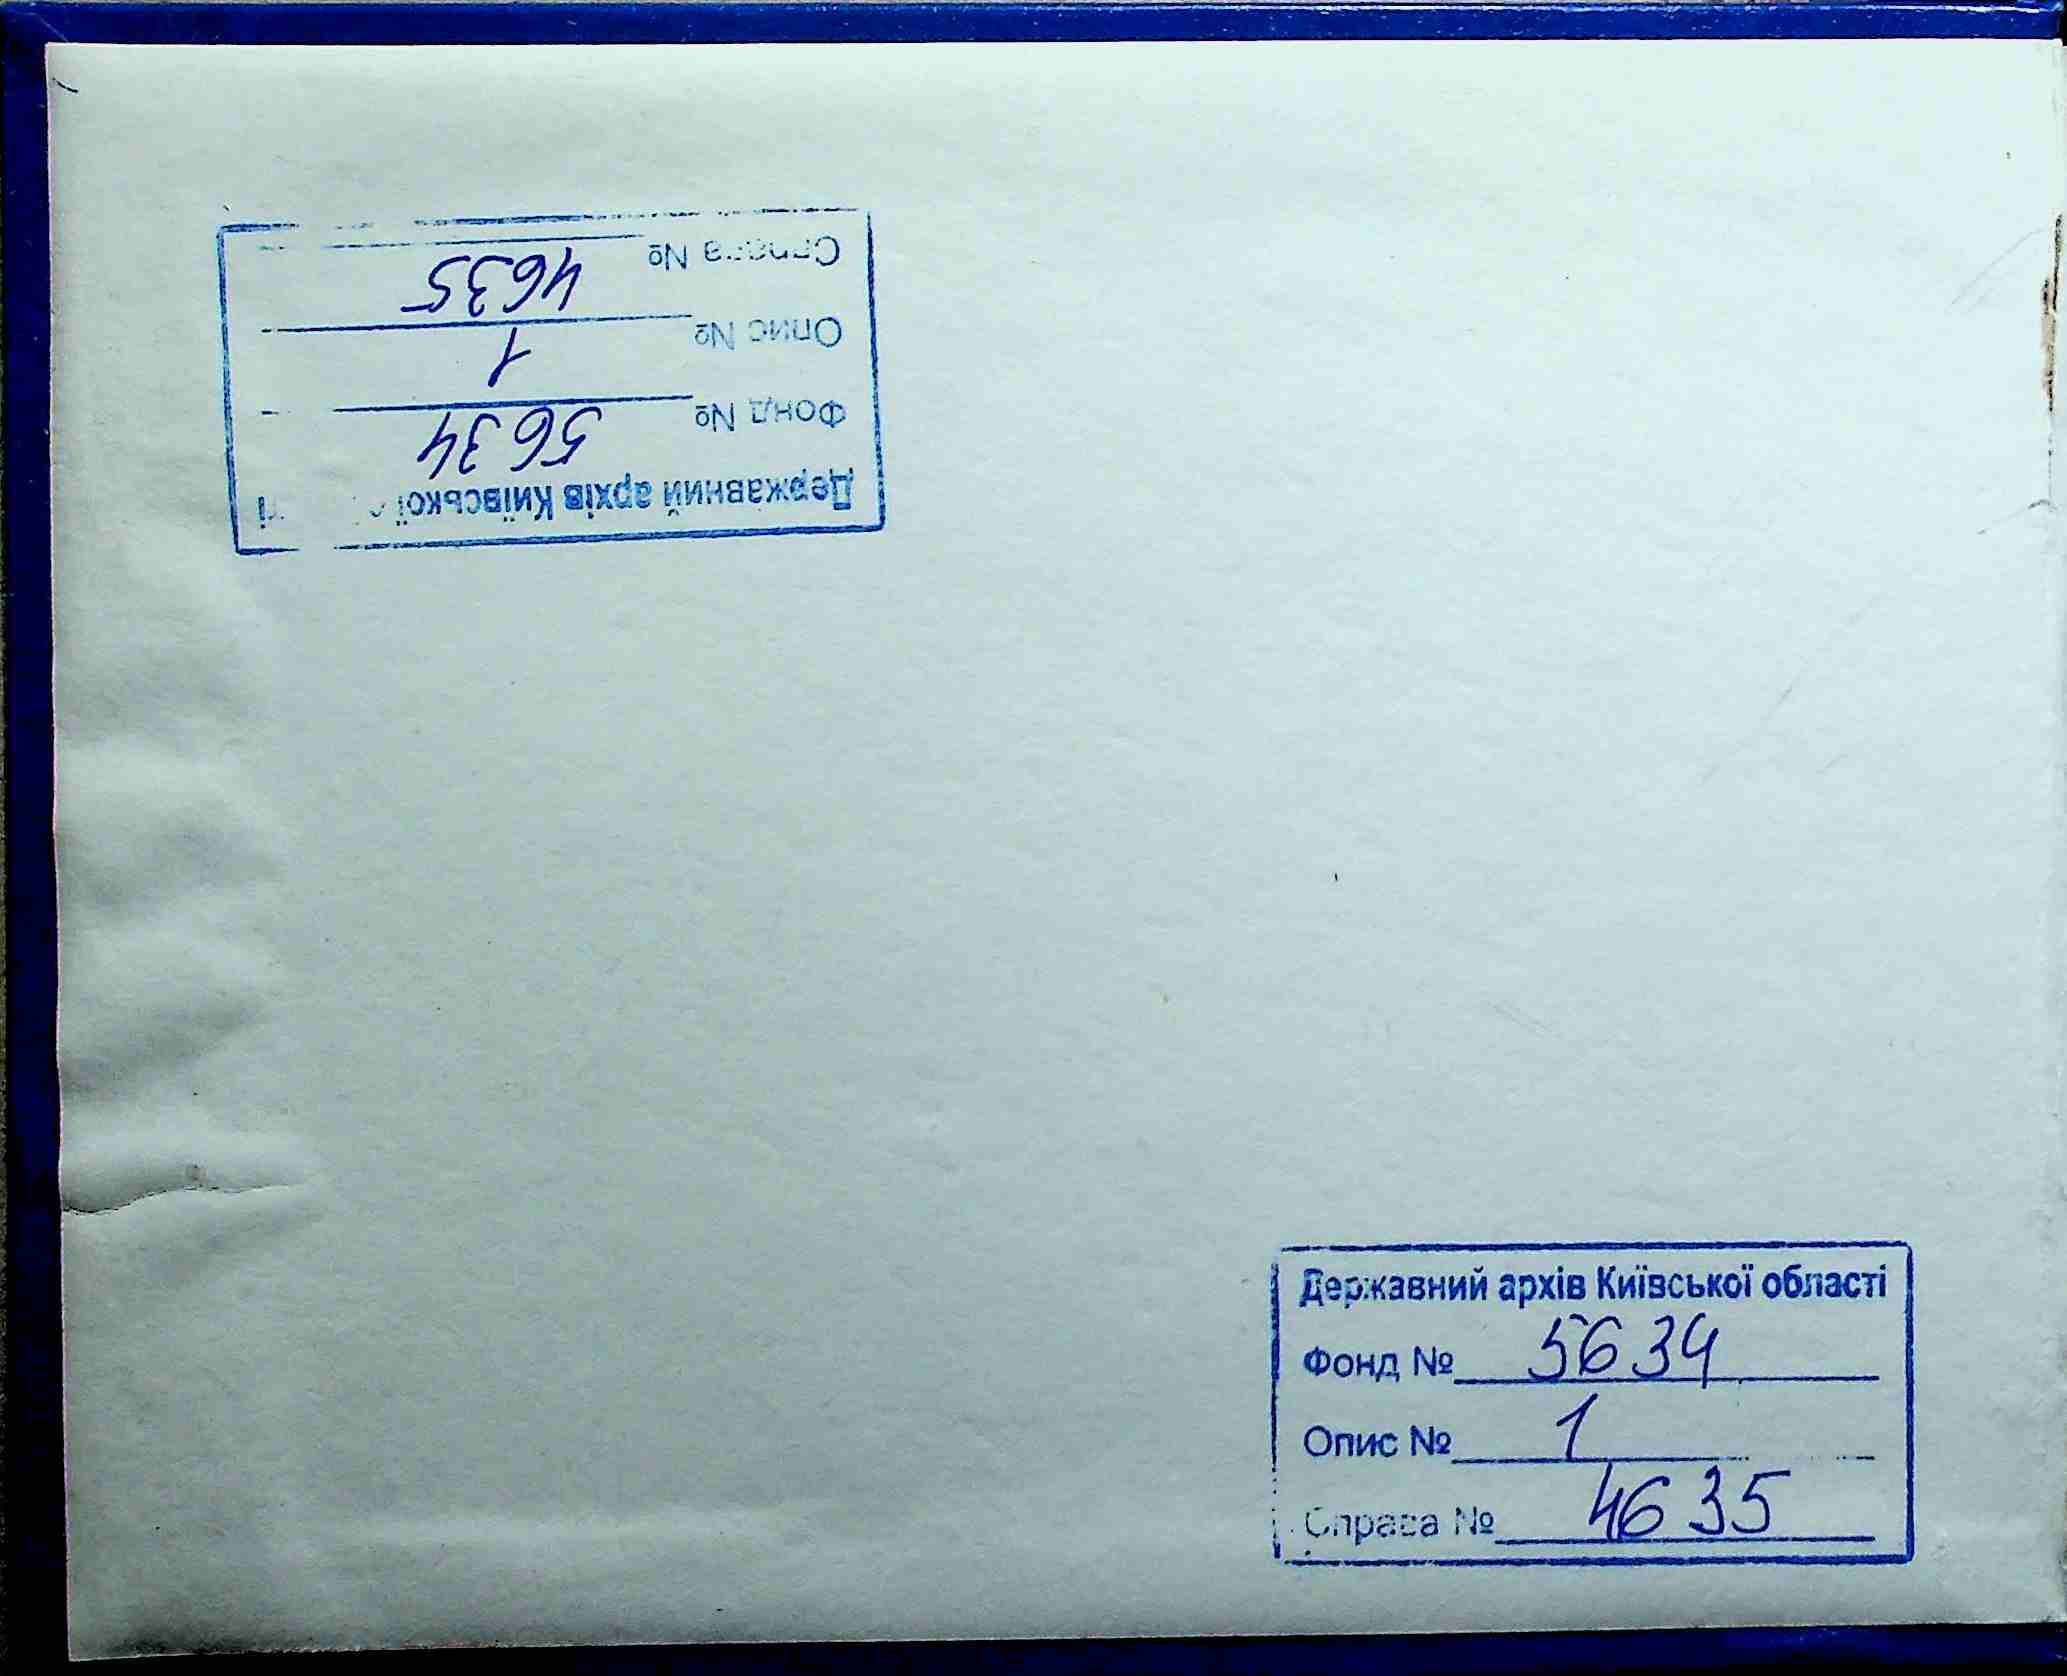 Державний архів Київської
Фонд № 5634
Опис № 1
Справа № 4635
Державний архів Київської області
Фонд № 5634
Опис № 1
Справа № 4635